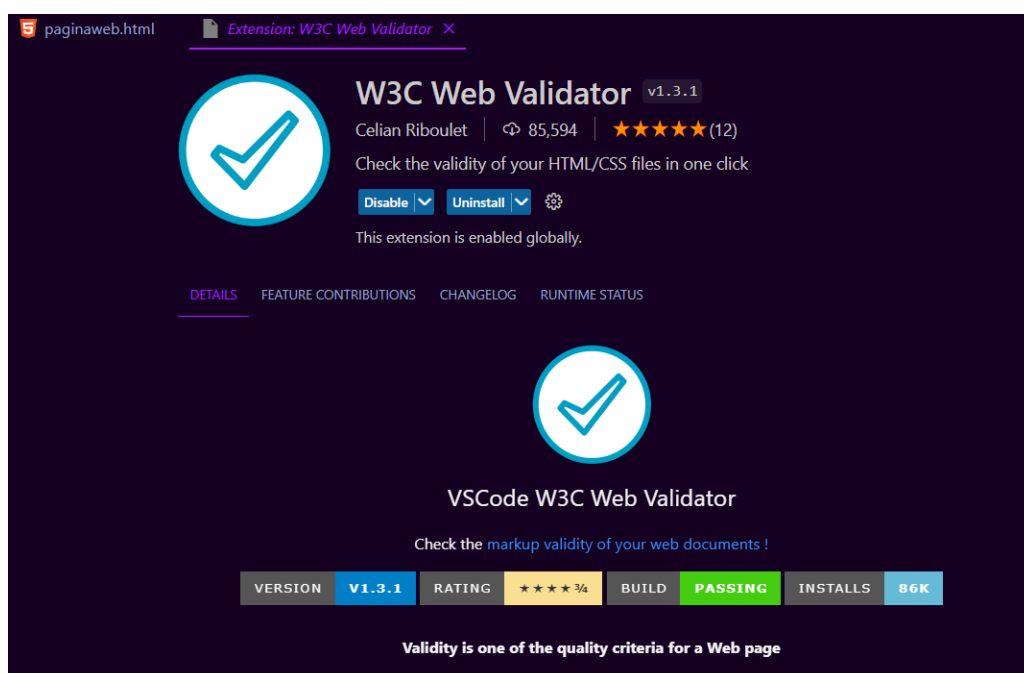 paginaweb.html Extension: W3C Web Validator
W3C Web Validator v1.3.1
Celian Riboulet 85,594 ★★★★★(12)
Check the validity of your HTML/CSS files in one click
Disable Uninstall
This extension is enabled globally.
DETAILS FEATURE CONTRIBUTIONS CHANGELOG RUNTIME STATUS
VSCode W3C Web Validator
Check the markup validity of your web documents !
VERSION V1.3.1 RATING ★★★★¾ BUILD PASSING INSTALLS 86K
Validity is one of the quality criteria for a Web page